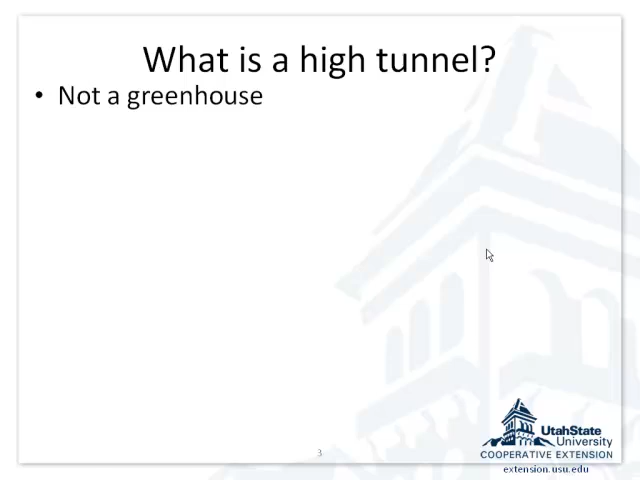 What is a high tunnel?
• Not a greenhouse
3
UtahState
University
COOPERATIVE EXTENSION
extension.usu.edu